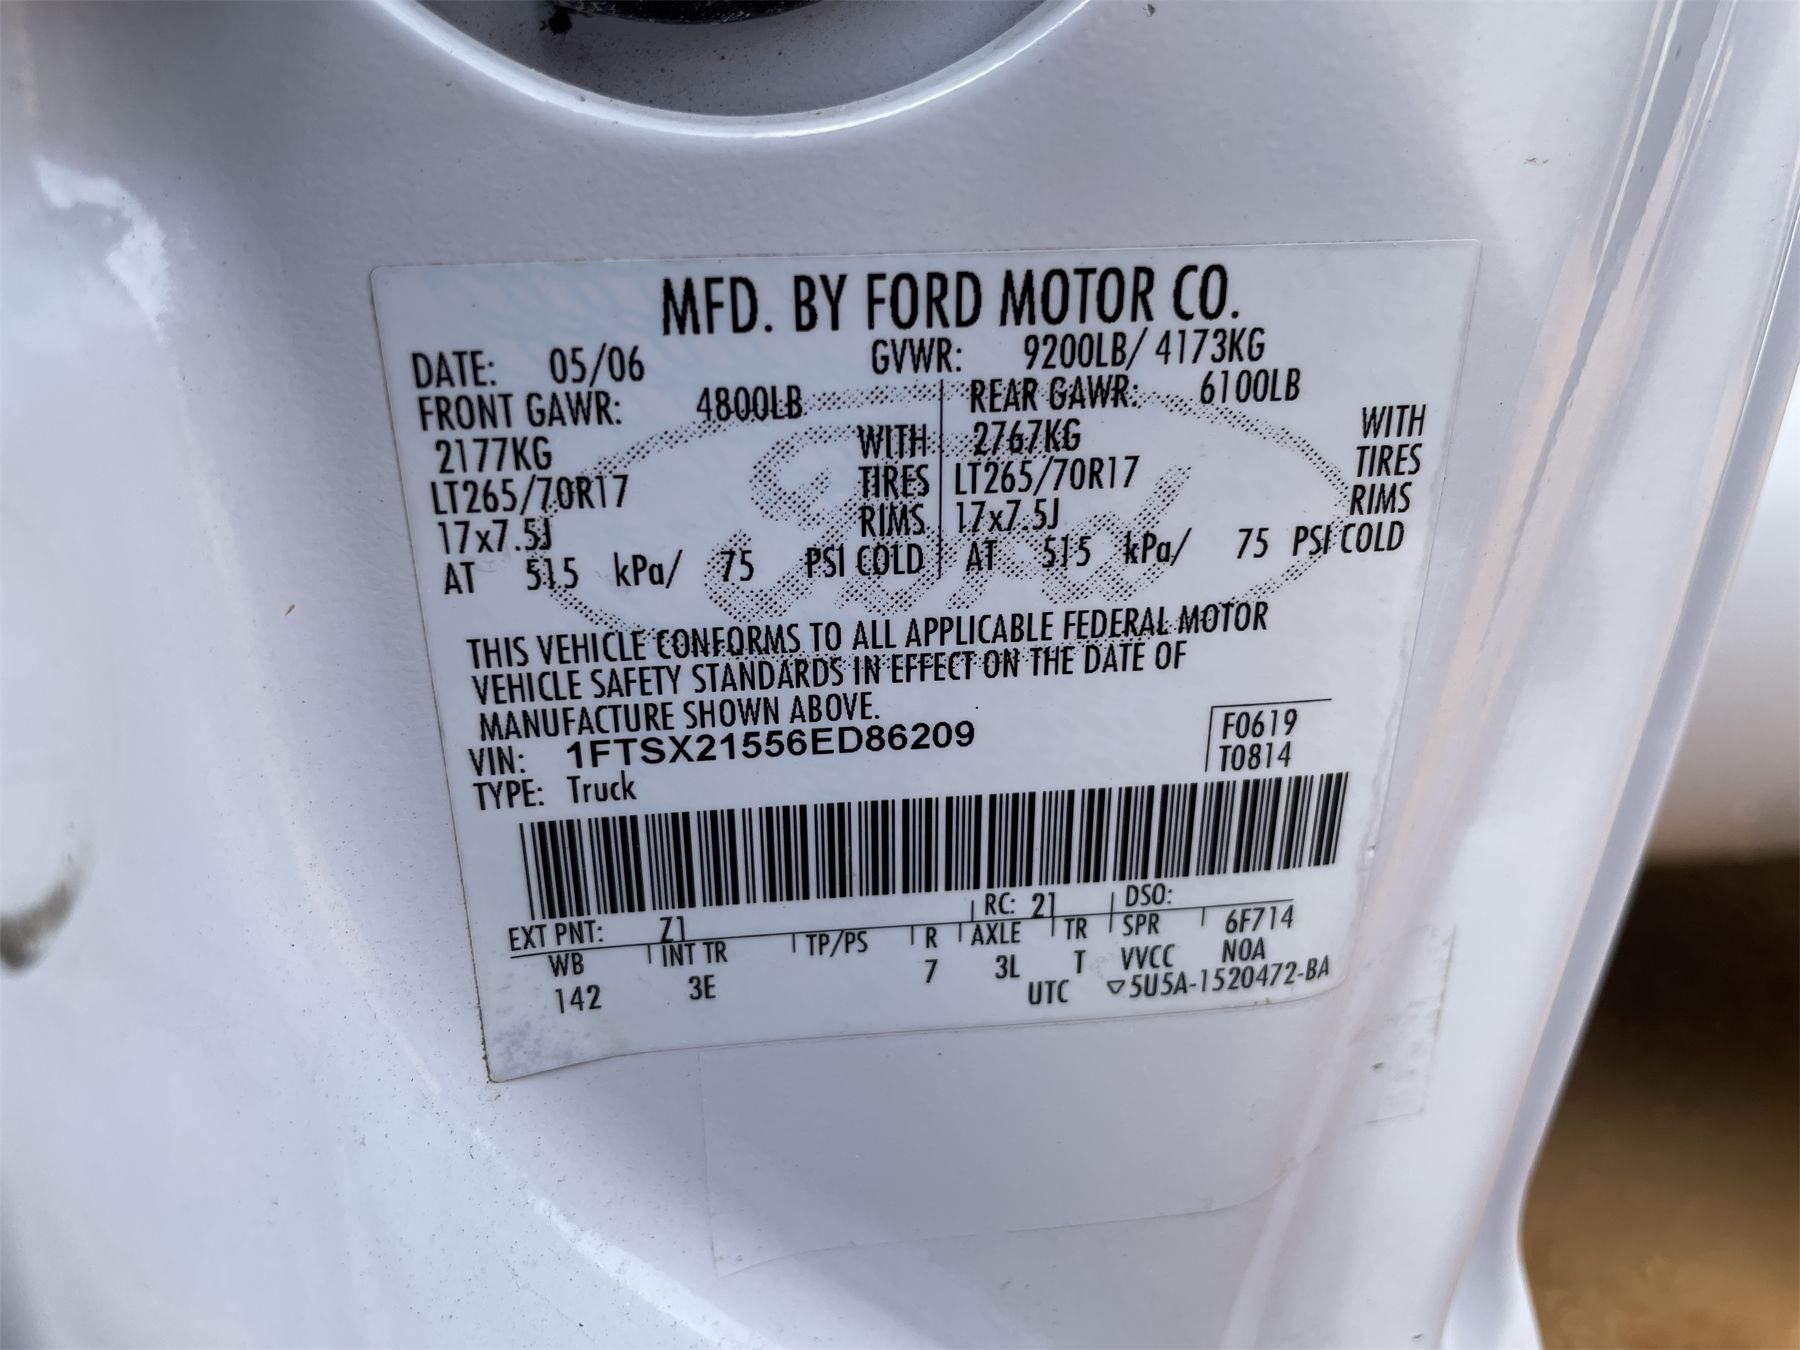 MFD. BY FORD MOTOR CO.
DATE: 05/06 GVWR: 9200LB/ 4173KG
FRONT GAWR: 4800LB REAR GAWR: 6100LB
2177KG WITH 2767KG WITH
LT265/70R17 TIRES LT265/70R17 TIRES
17x7.5J RIMS 17x7.5J RIMS
AT 515 kPa/ 75 PSI COLD AT 515 kPa/ 75 PSI COLD
Ford
THIS VEHICLE CONFORMS TO ALL APPLICABLE FEDERAL MOTOR
VEHICLE SAFETY STANDARDS IN EFFECT ON THE DATE OF
MANUFACTURE SHOWN ABOVE.
VIN: 1FTSX21556ED86209 F0619
TYPE: Truck T0814
EXT PNT: Z1 RC: 21 DSO:
WB INT TR TP/PS R AXLE TR SPR 6F714
142 3E 7 3L T VVCC N0A
UTC ▽5U5A-1520472-BA